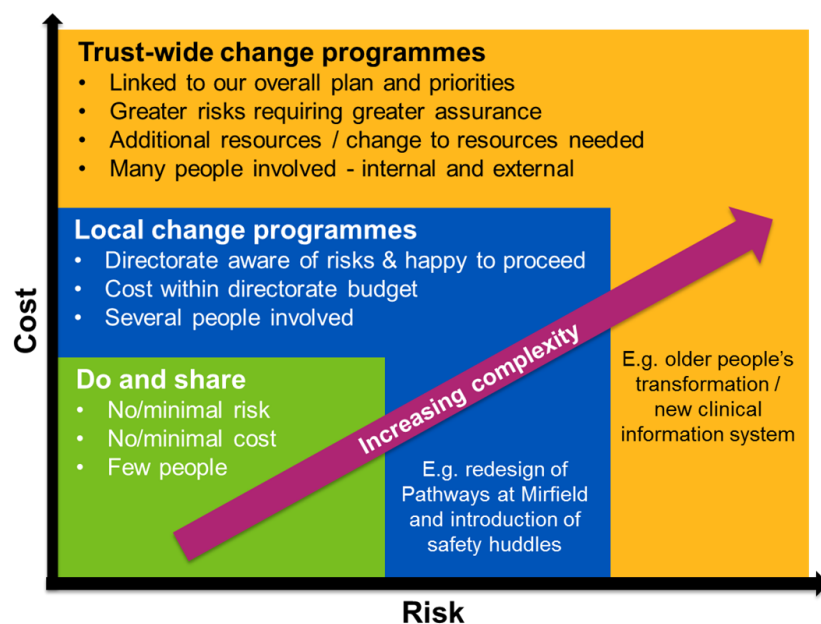 Trust-wide change programmes
• Linked to our overall plan and priorities
• Greater risks requiring greater assurance
• Additional resources / change to resources needed
• Many people involved - internal and external
Local change programmes
• Directorate aware of risks & happy to proceed
• Cost within directorate budget
• Several people involved
Do and share
• No/minimal risk
• No/minimal cost
• Few people
Increasing complexity
E.g. redesign of
Pathways at Mirfield
and introduction of
safety huddles
E.g. older people's
transformation /
new clinical
information system
Cost
Risk